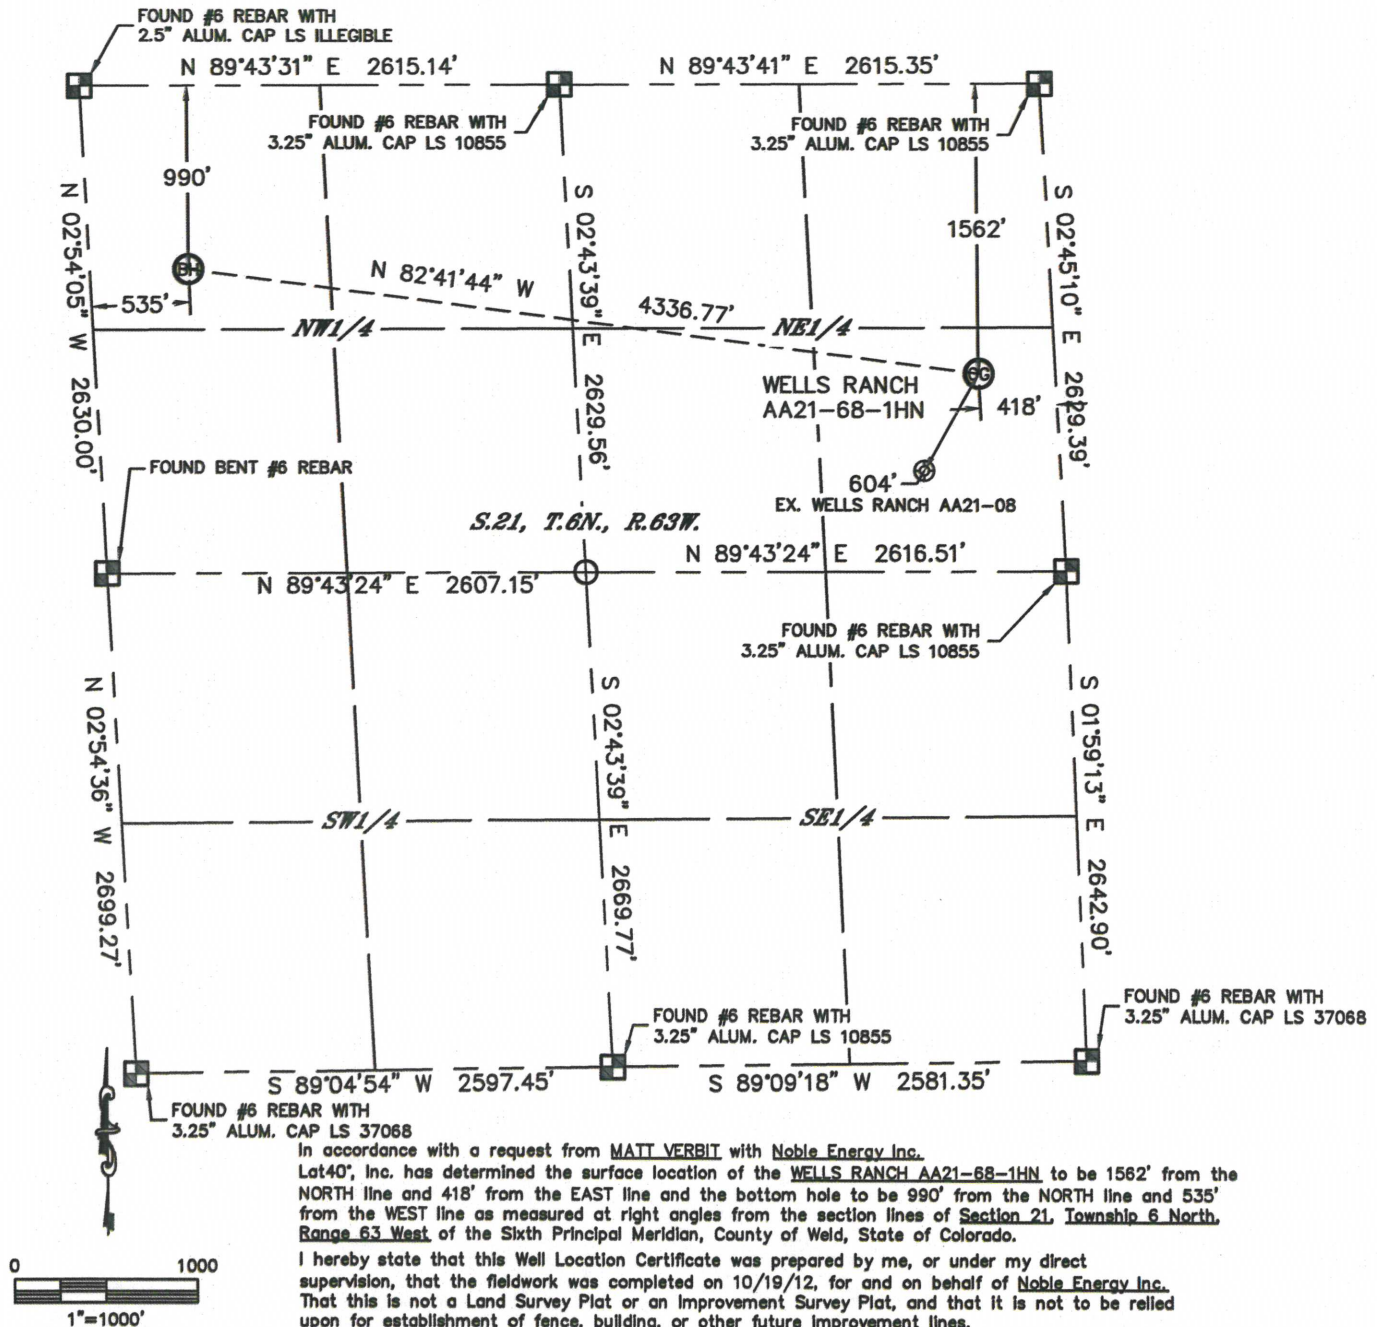 FOUND #6 REBAR WITH
2.5" ALUM. CAP LS ILLEGIBLE
N 89°43'31" E 2615.14'
N 89°43'41" E 2615.35'
FOUND #6 REBAR WITH
3.25" ALUM. CAP LS 10855
FOUND #6 REBAR WITH
3.25" ALUM. CAP LS 10855
990'
1562'
N 02°54'05" W 2630.00'
S 02°43'39" E 2629.56'
S 02°45'10" E 2629.39'
BH
N 82°41'44" W
4336.77'
535'
NW1/4
NE1/4
SG
WELLS RANCH
AA21-68-1HN
418'
FOUND BENT #6 REBAR
604'
EX. WELLS RANCH AA21-08
S.21, T.6N., R.63W.
N 89°43'24" E 2616.51'
N 89°43'24" E 2607.15'
FOUND #6 REBAR WITH
3.25" ALUM. CAP LS 10855
N 02°54'36" W 2699.27'
S 02°43'39" E 2669.77'
S 01°59'13" E 2642.90'
SW1/4
SE1/4
FOUND #6 REBAR WITH
3.25" ALUM. CAP LS 37068
FOUND #6 REBAR WITH
3.25" ALUM. CAP LS 10855
S 89°04'54" W 2597.45'
S 89°09'18" W 2581.35'
FOUND #6 REBAR WITH
3.25" ALUM. CAP LS 37068
In accordance with a request from MATT VERBIT with Noble Energy Inc.
Lat40°, Inc. has determined the surface location of the WELLS RANCH AA21-68-1HN to be 1562' from the
NORTH line and 418' from the EAST line and the bottom hole to be 990' from the NORTH line and 535'
from the WEST line as measured at right angles from the section lines of Section 21, Township 6 North,
Range 63 West of the Sixth Principal Meridian, County of Weld, State of Colorado.
I hereby state that this Well Location Certificate was prepared by me, or under my direct
supervision, that the fieldwork was completed on 10/19/12, for and on behalf of Noble Energy Inc.
That this is not a Land Survey Plat or an Improvement Survey Plat, and that it is not to be relied
upon for establishment of fence, building, or other future improvement lines.
0 1000
1"=1000'